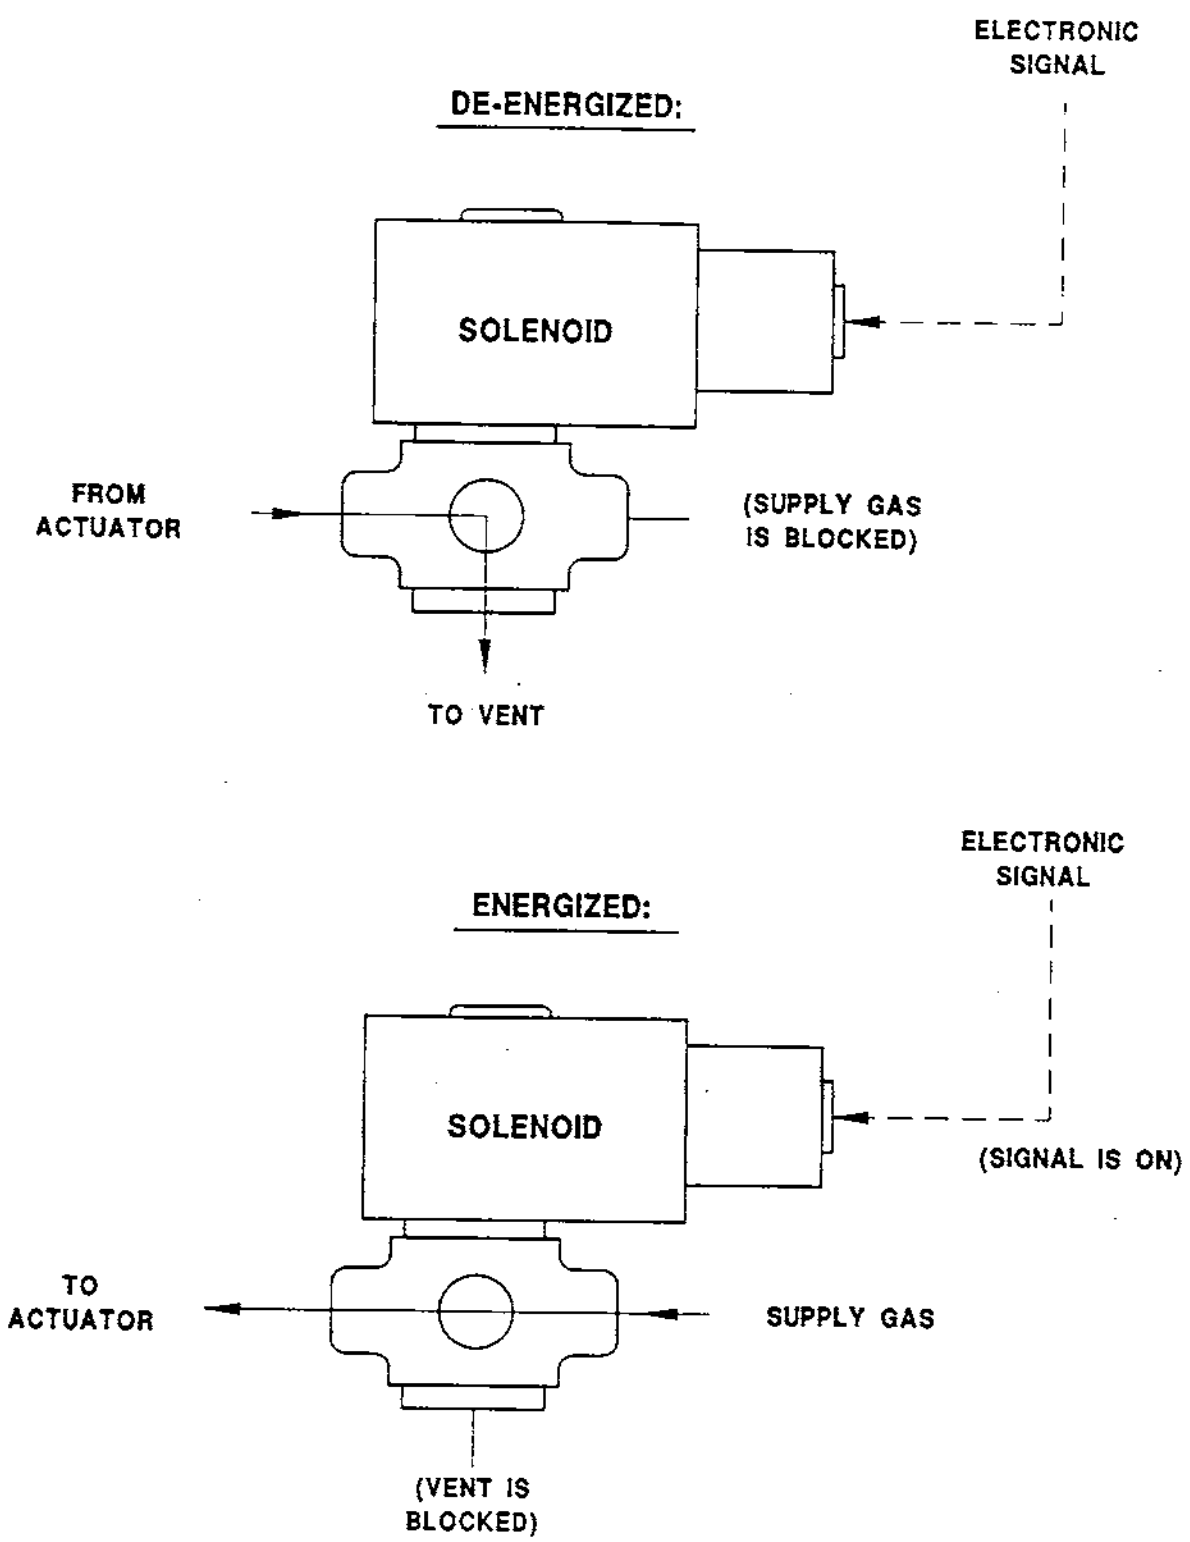 ELECTRONIC
SIGNAL
DE-ENERGIZED:
SOLENOID
FROM
ACTUATOR
(SUPPLY GAS
IS BLOCKED)
TO VENT
ELECTRONIC
SIGNAL
ENERGIZED:
SOLENOID
(SIGNAL IS ON)
TO
ACTUATOR
SUPPLY GAS
(VENT IS
BLOCKED)